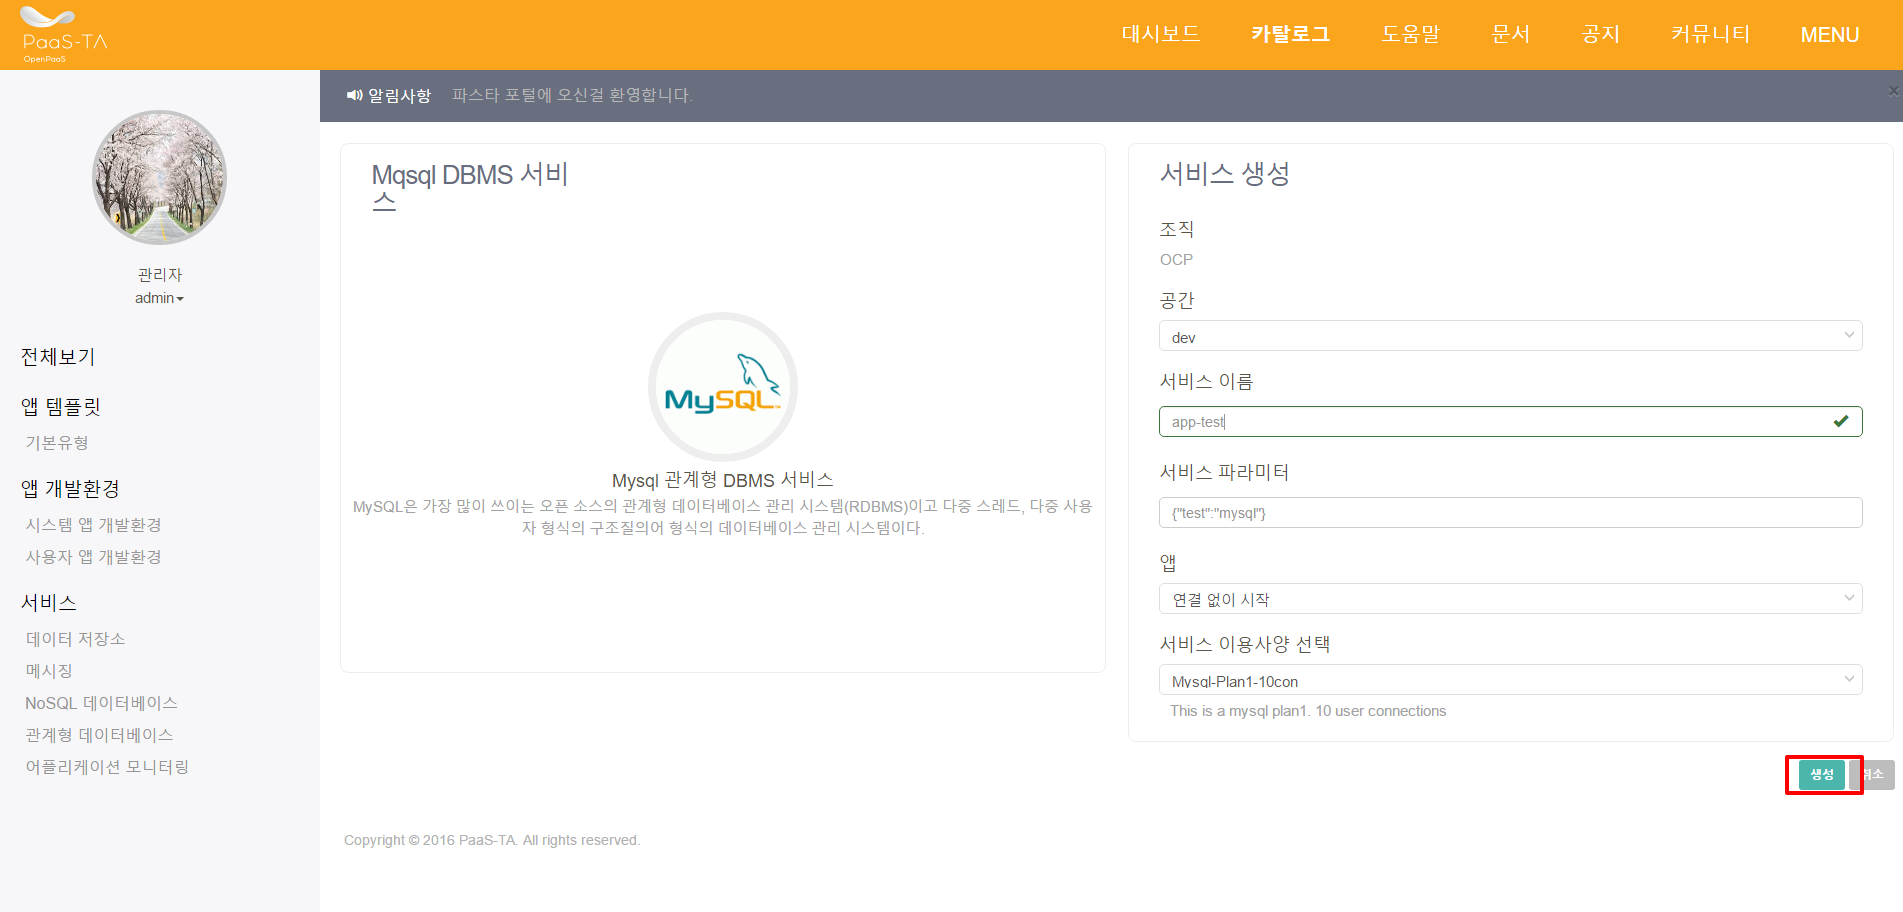 PaaS-TA
OpenPaaS
대시보드 카탈로그 도움말 문서 공지 커뮤니티 MENU
알림사항 파스타 포털에 오신걸 환영합니다.
관리자
admin
전체보기
앱 템플릿
기본유형
앱 개발환경
시스템 앱 개발환경
사용자 앱 개발환경
서비스
데이터 저장소
메시징
NoSQL 데이터베이스
관계형 데이터베이스
어플리케이션 모니터링
Mqsql DBMS 서비
스
MySQL
Mysql 관계형 DBMS 서비스
MySQL은 가장 많이 쓰이는 오픈 소스의 관계형 데이터베이스 관리 시스템(RDBMS)이고 다중 스레드, 다중 사용
자 형식의 구조질의어 형식의 데이터베이스 관리 시스템이다.
서비스 생성
조직
OCP
공간
dev
서비스 이름
app-test
서비스 파라미터
{"test":"mysql"}
앱
연결 없이 시작
서비스 이용사양 선택
Mysql-Plan1-10con
This is a mysql plan1. 10 user connections
생성 취소
Copyright © 2016 PaaS-TA. All rights reserved.